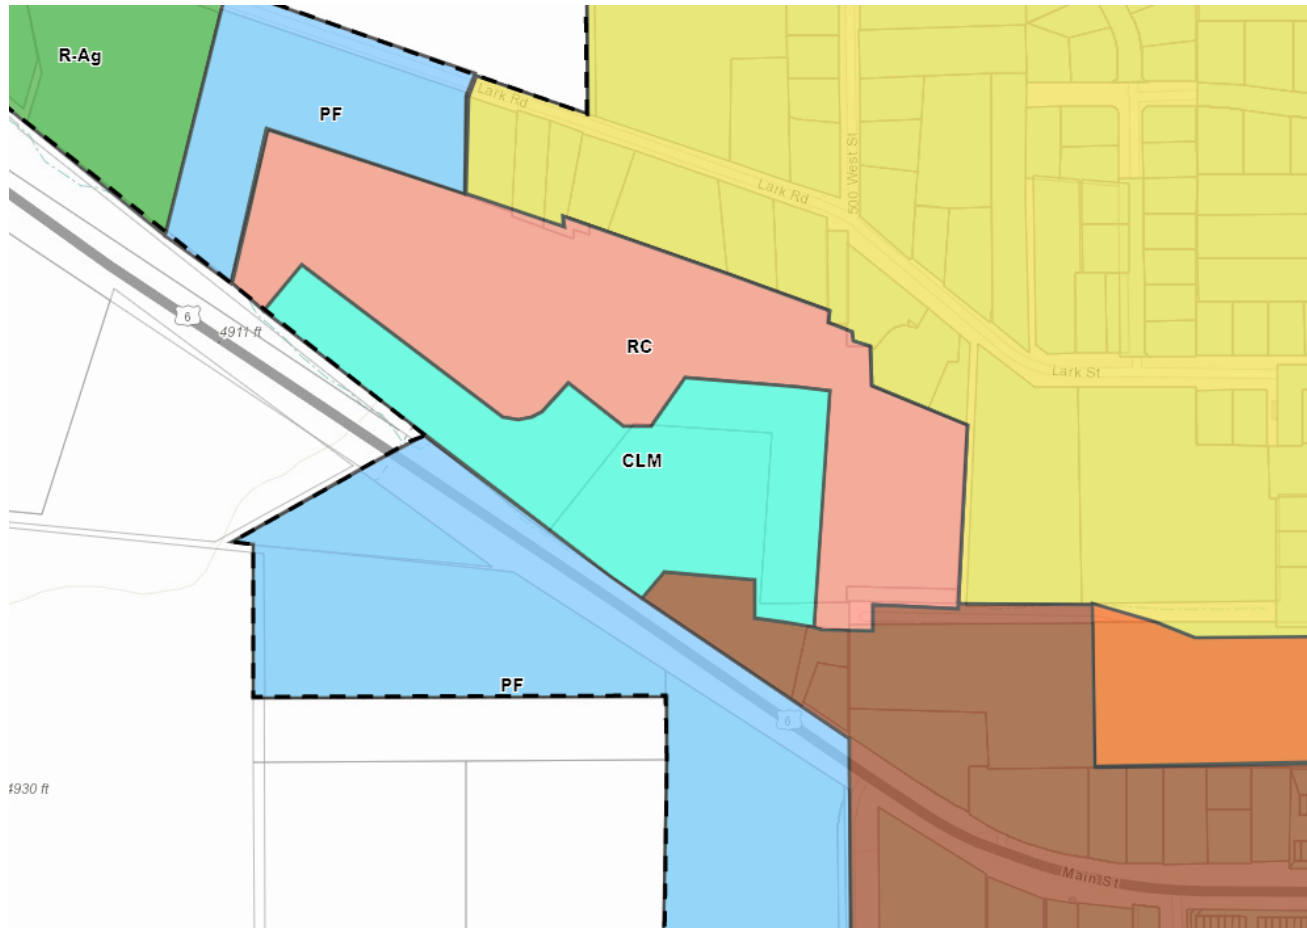 R-Ag
PF
Lark Rd
500 West St
Lark Rd
6
4911 ft
RC
Lark St
CLM
PF
6
4930 ft
Main St